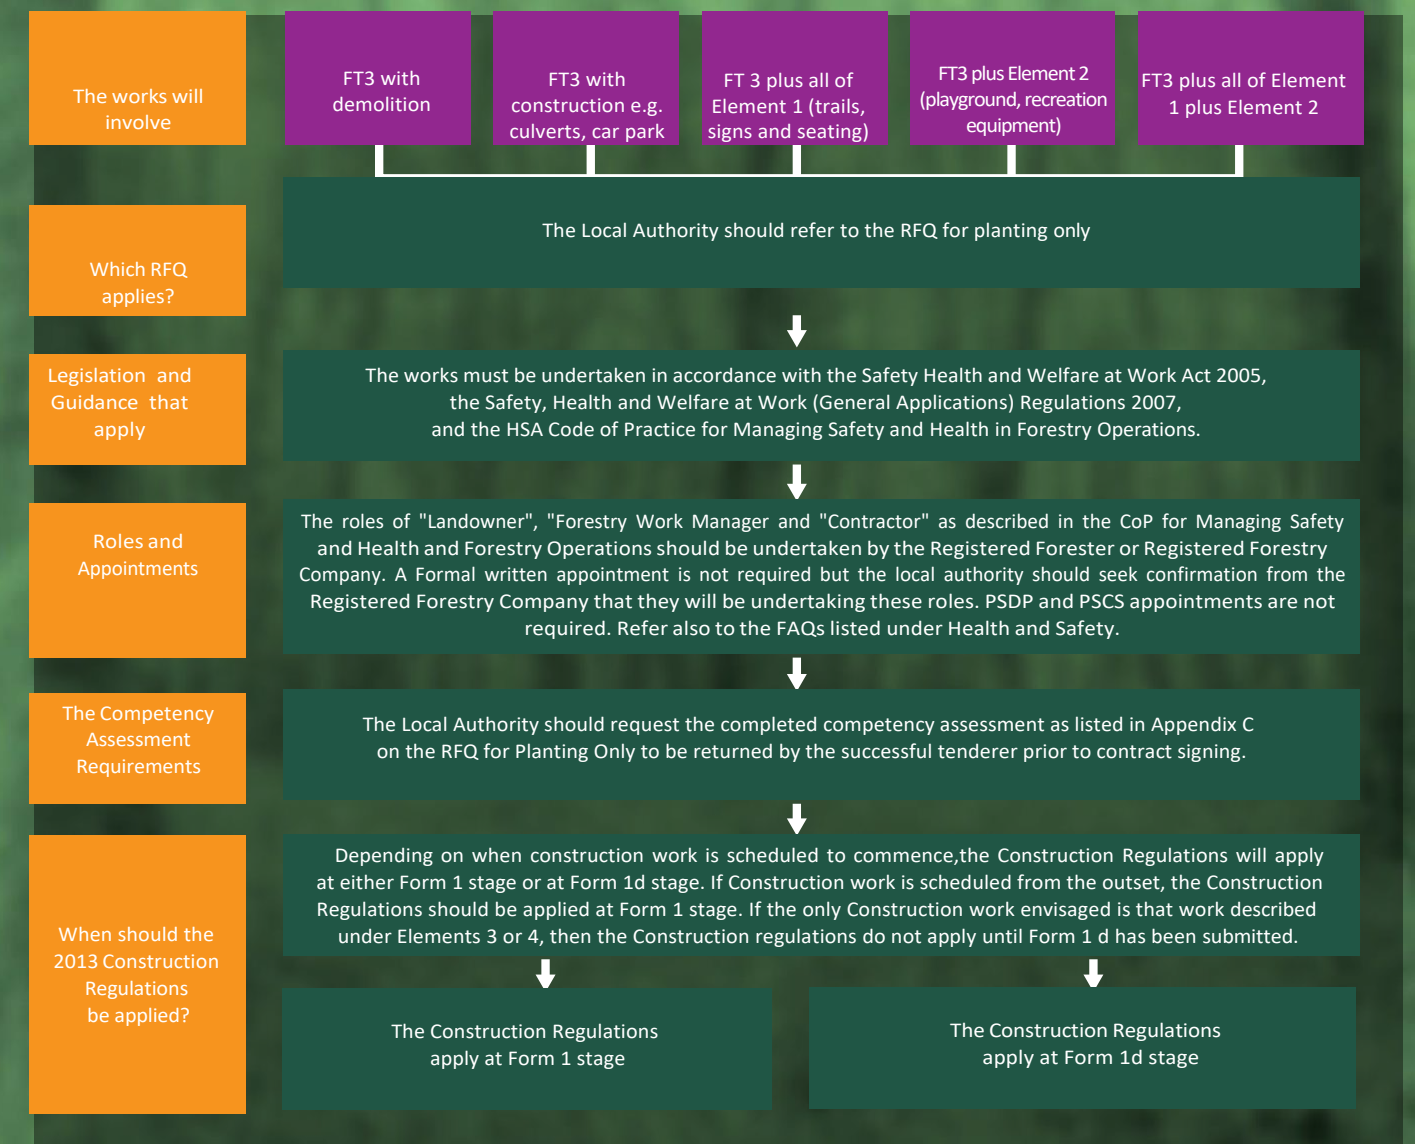 The works will
involve
FT3 with
demolition
FT3 with
construction e.g.
culverts, car park
FT 3 plus all of
Element 1 (trails,
signs and seating)
FT3 plus Element 2
(playground, recreation
equipment)
FT3 plus all of Element
1 plus Element 2
Which RFQ
applies?
The Local Authority should refer to the RFQ for planting only
Legislation and
Guidance that
apply
The works must be undertaken in accordance with the Safety Health and Welfare at Work Act 2005,
the Safety, Health and Welfare at Work (General Applications) Regulations 2007,
and the HSA Code of Practice for Managing Safety and Health in Forestry Operations.
Roles and
Appointments
The roles of "Landowner", "Forestry Work Manager and "Contractor" as described in the CoP for Managing Safety
and Health and Forestry Operations should be undertaken by the Registered Forester or Registered Forestry
Company. A Formal written appointment is not required but the local authority should seek confirmation from the
Registered Forestry Company that they will be undertaking these roles. PSDP and PSCS appointments are not
required. Refer also to the FAQs listed under Health and Safety.
The Competency
Assessment
Requirements
The Local Authority should request the completed competency assessment as listed in Appendix C
on the RFQ for Planting Only to be returned by the successful tenderer prior to contract signing.
When should the
2013 Construction
Regulations
be applied?
Depending on when construction work is scheduled to commence,the Construction Regulations will apply
at either Form 1 stage or at Form 1d stage. If Construction work is scheduled from the outset, the Construction
Regulations should be applied at Form 1 stage. If the only Construction work envisaged is that work described
under Elements 3 or 4, then the Construction regulations do not apply until Form 1 d has been submitted.
The Construction Regulations
apply at Form 1 stage
The Construction Regulations
apply at Form 1d stage